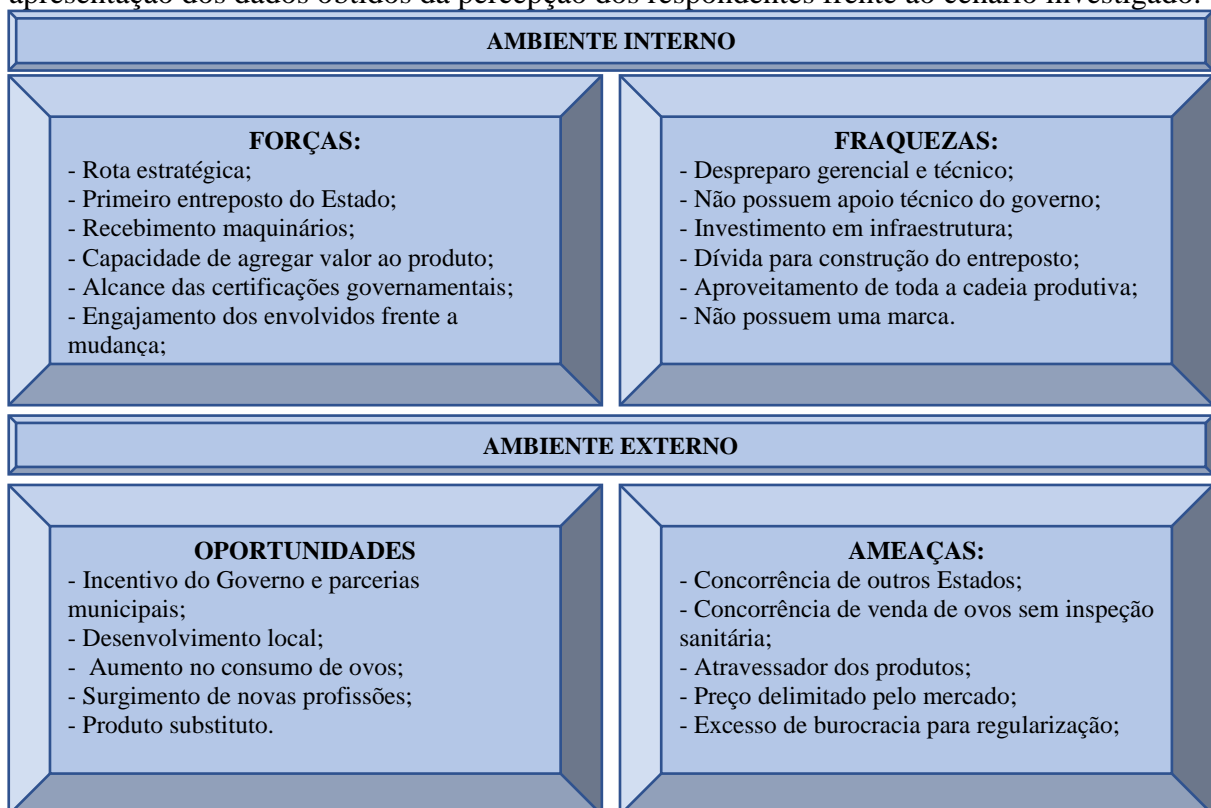 apresentação dos dados obtidos da percepção dos respondentes frente ao cenário investigado.
AMBIENTE INTERNO
FORÇAS:
- Rota estratégica;
- Primeiro entreposto do Estado;
- Recebimento maquinários;
- Capacidade de agregar valor ao produto;
- Alcance das certificações governamentais;
- Engajamento dos envolvidos frente a
mudança;
FRAQUEZAS:
- Despreparo gerencial e técnico;
- Não possuem apoio técnico do governo;
- Investimento em infraestrutura;
- Dívida para construção do entreposto;
- Aproveitamento de toda a cadeia produtiva;
- Não possuem uma marca.
AMBIENTE EXTERNO
OPORTUNIDADES
- Incentivo do Governo e parcerias
municipais;
- Desenvolvimento local;
- Aumento no consumo de ovos;
- Surgimento de novas profissões;
- Produto substituto.
AMEAÇAS:
- Concorrência de outros Estados;
- Concorrência de venda de ovos sem inspeção
sanitária;
- Atravessador dos produtos;
- Preço delimitado pelo mercado;
- Excesso de burocracia para regularização;